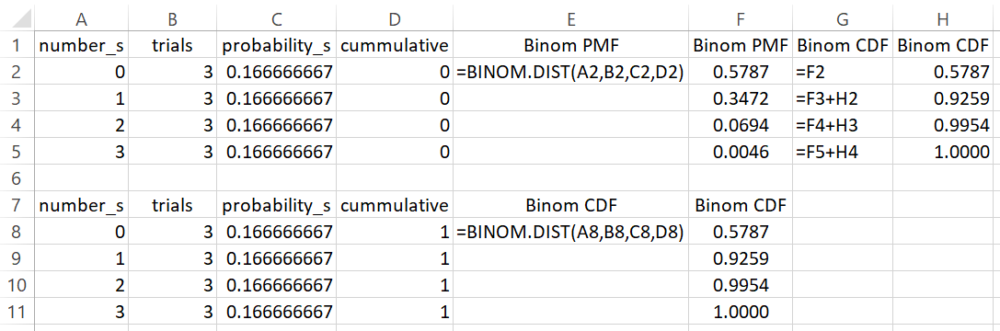 A B C D E F G H
1 number_s trials probability_s cummulative Binom PMF Binom PMF Binom CDF Binom CDF
2 0 3 0.166666667 0 =BINOM.DIST(A2,B2,C2,D2) 0.5787 =F2 0.5787
3 1 3 0.166666667 0 0.3472 =F3+H2 0.9259
4 2 3 0.166666667 0 0.0694 =F4+H3 0.9954
5 3 3 0.166666667 0 0.0046 =F5+H4 1.0000
6
7 number_s trials probability_s cummulative Binom CDF Binom CDF
8 0 3 0.166666667 1 =BINOM.DIST(A8,B8,C8,D8) 0.5787
9 1 3 0.166666667 1 0.9259
10 2 3 0.166666667 1 0.9954
11 3 3 0.166666667 1 1.0000